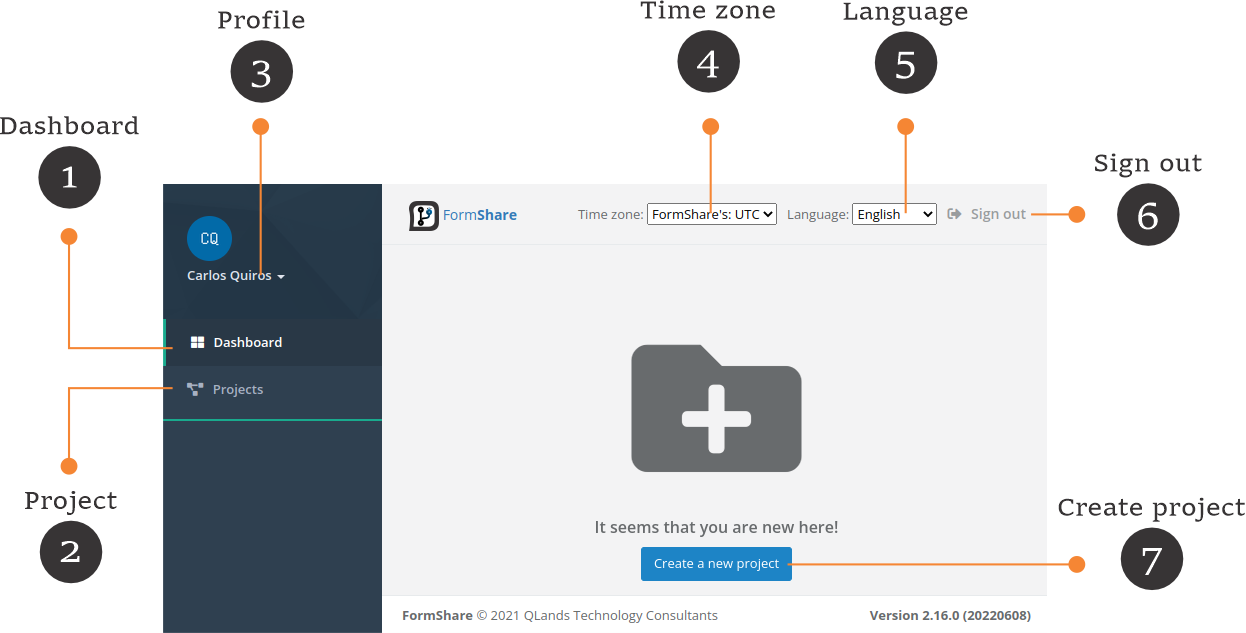 Profile
3
Time zone
4
Language
5
Dashboard
1
Sign out
6
CQ
Carlos Quiros
FormShare
Time zone: FormShare's: UTC Language: English Sign out
Dashboard
Projects
Project
2
It seems that you are new here!
Create a new project
Create project
7
FormShare © 2021 QLands Technology Consultants
Version 2.16.0 (20220608)